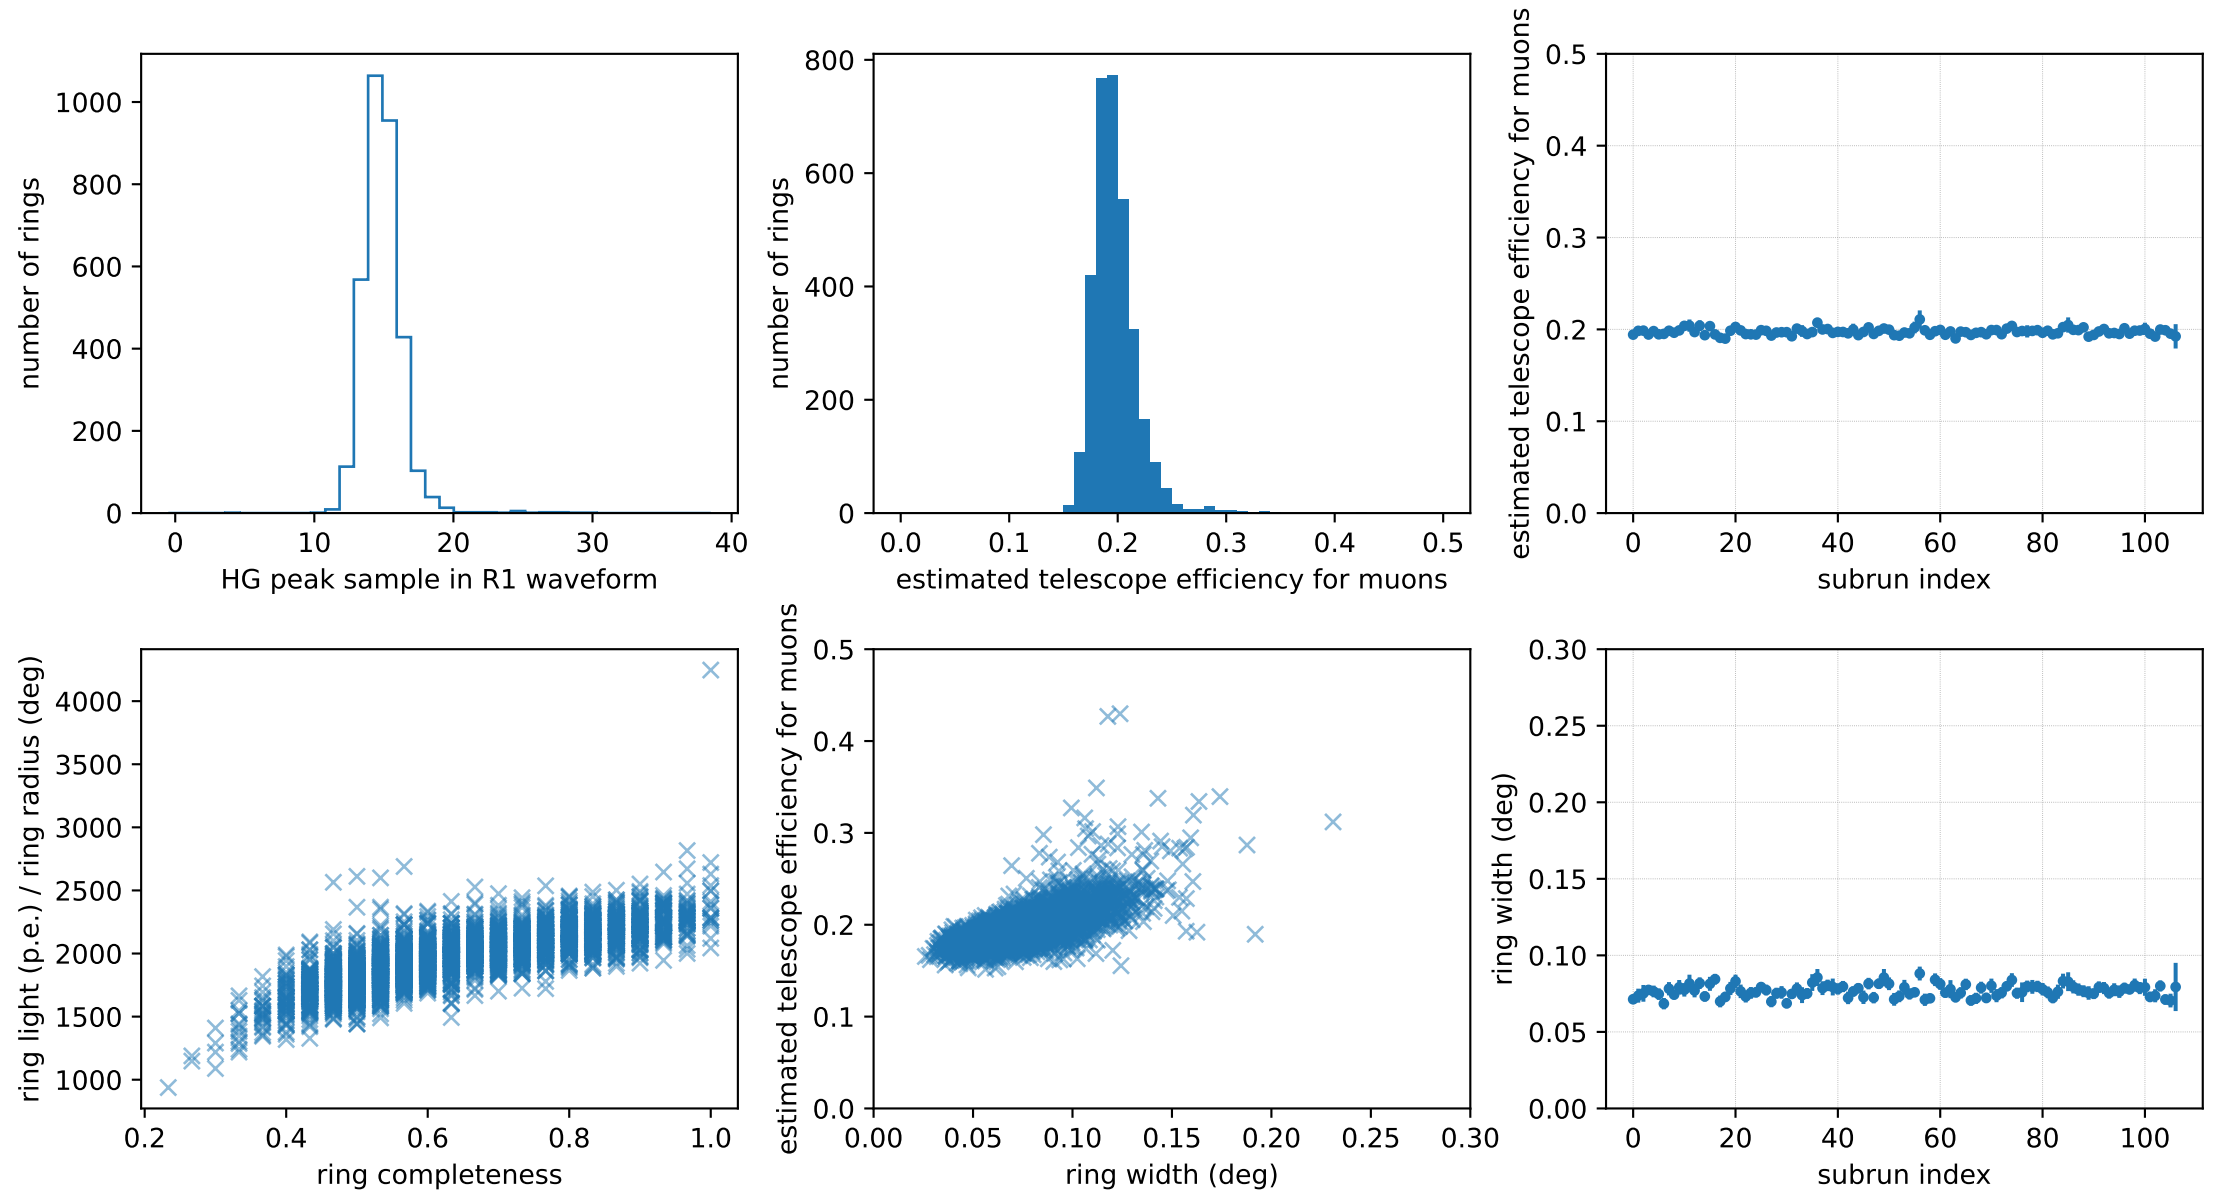 1000
800
600
400
200
0
number of rings
0 10 20 30 40
HG peak sample in R1 waveform
800
600
400
200
0
number of rings
0.0 0.1 0.2 0.3 0.4 0.5
estimated telescope efficiency for muons
0.5
0.4
0.3
0.2
0.1
0.0
estimated telescope efficiency for muons
0 20 40 60 80 100
subrun index
4000
3500
3000
2500
2000
1500
1000
ring light (p.e.) / ring radius (deg)
0.2 0.4 0.6 0.8 1.0
ring completeness
0.5
0.4
0.3
0.2
0.1
0.0
estimated telescope efficiency for muons
0.00 0.05 0.10 0.15 0.20 0.25 0.30
ring width (deg)
0.30
0.25
0.20
0.15
0.10
0.05
0.00
ring width (deg)
0 20 40 60 80 100
subrun index